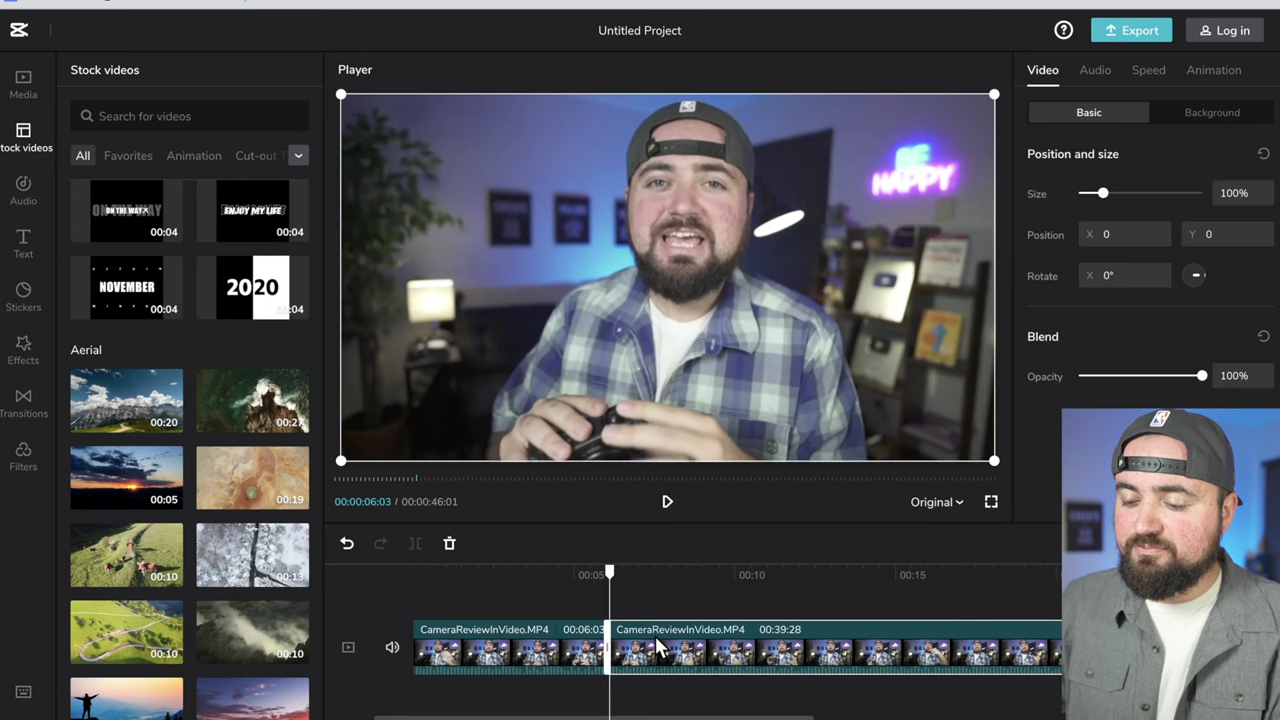 Untitled Project
Export
Log in
Media
tock videos
Audio
Text
Stickers
Effects
Transitions
Filters
Stock videos
Search for videos
All Favorites Animation Cut-out
ON THE WAY
00:04
ENJOY MY LIFE
00:04
NOVEMBER
00:04
2020
00:04
Aerial
00:20
00:27
00:05
00:19
00:10
00:13
00:10
00:10
Player
BE
HAPPY
00:00:06:03 / 00:00:46:01
Original
Video Audio Speed Animation
Basic Background
Position and size
Size 100%
Position X 0 Y 0
Rotate X 0°
Blend
Opacity 100%
00:05 00:10 00:15
CameraReviewInVideo.MP4 00:06:03
CameraReviewInVideo.MP4 00:39:28